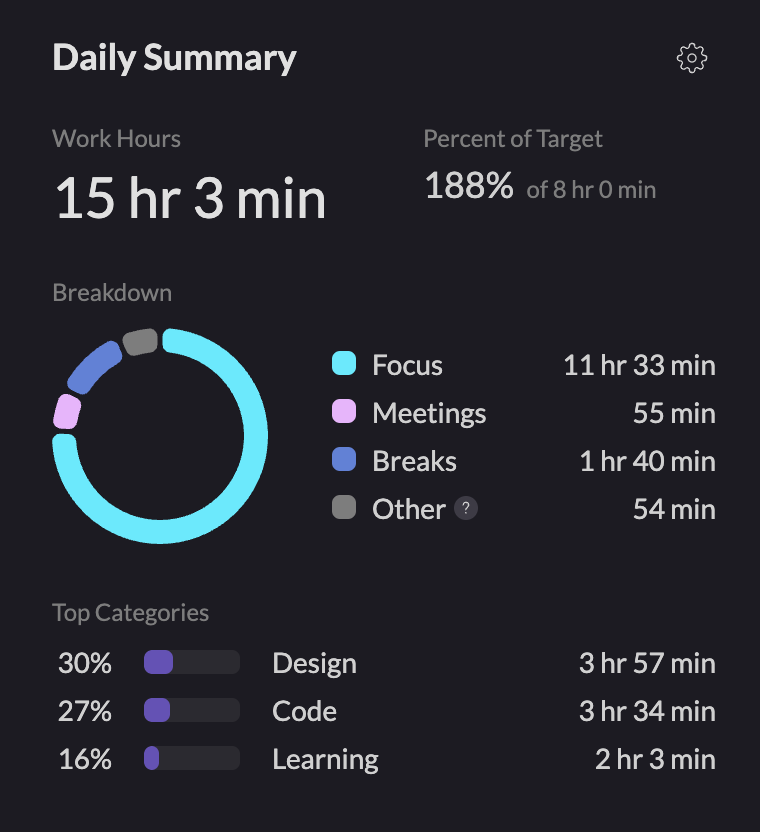 Daily Summary
Work Hours
15 hr 3 min
Percent of Target
188% of 8 hr 0 min
Breakdown
Focus 11 hr 33 min
Meetings 55 min
Breaks 1 hr 40 min
Other ? 54 min
Top Categories
30% Design 3 hr 57 min
27% Code 3 hr 34 min
16% Learning 2 hr 3 min